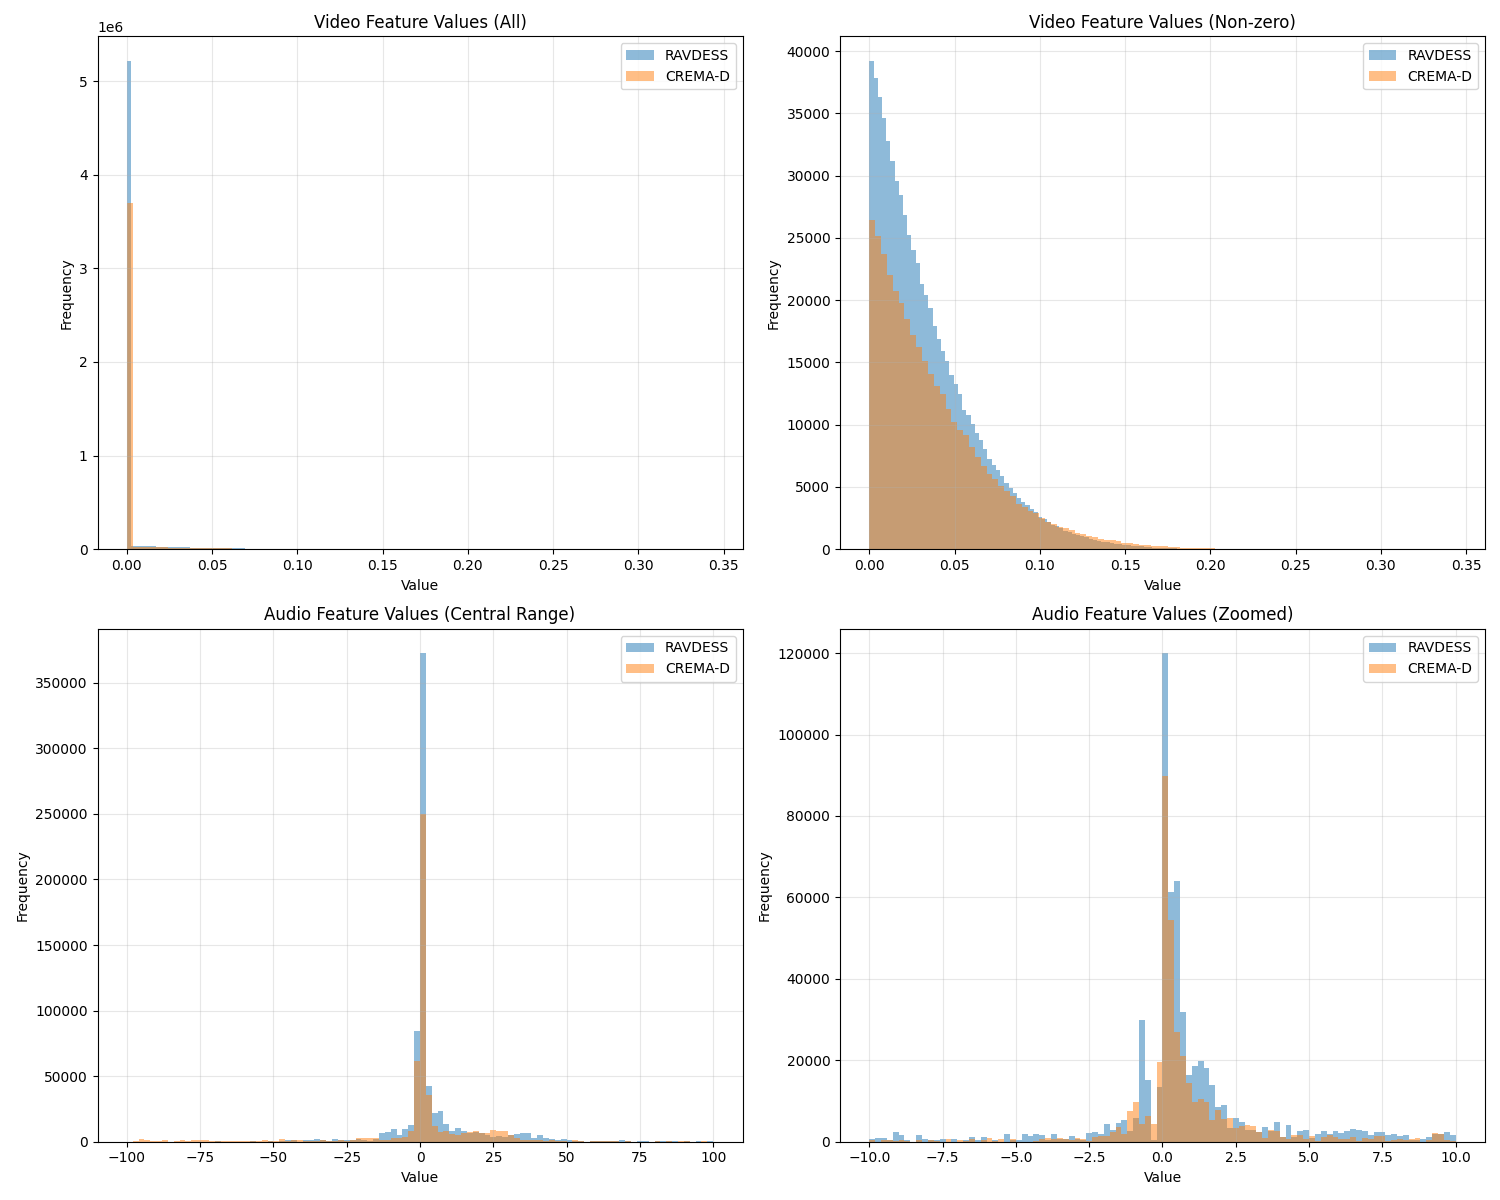 Video Feature Values (All)
1e6
RAVDESS
CREMA-D
5
4
3
2
1
0
Frequency
0.00 0.05 0.10 0.15 0.20 0.25 0.30 0.35
Value
Video Feature Values (Non-zero)
RAVDESS
CREMA-D
40000
35000
30000
25000
20000
15000
10000
5000
0
Frequency
0.00 0.05 0.10 0.15 0.20 0.25 0.30 0.35
Value
Audio Feature Values (Central Range)
RAVDESS
CREMA-D
350000
300000
250000
200000
150000
100000
50000
0
Frequency
−100 −75 −50 −25 0 25 50 75 100
Value
Audio Feature Values (Zoomed)
RAVDESS
CREMA-D
120000
100000
80000
60000
40000
20000
0
Frequency
−10.0 −7.5 −5.0 −2.5 0.0 2.5 5.0 7.5 10.0
Value